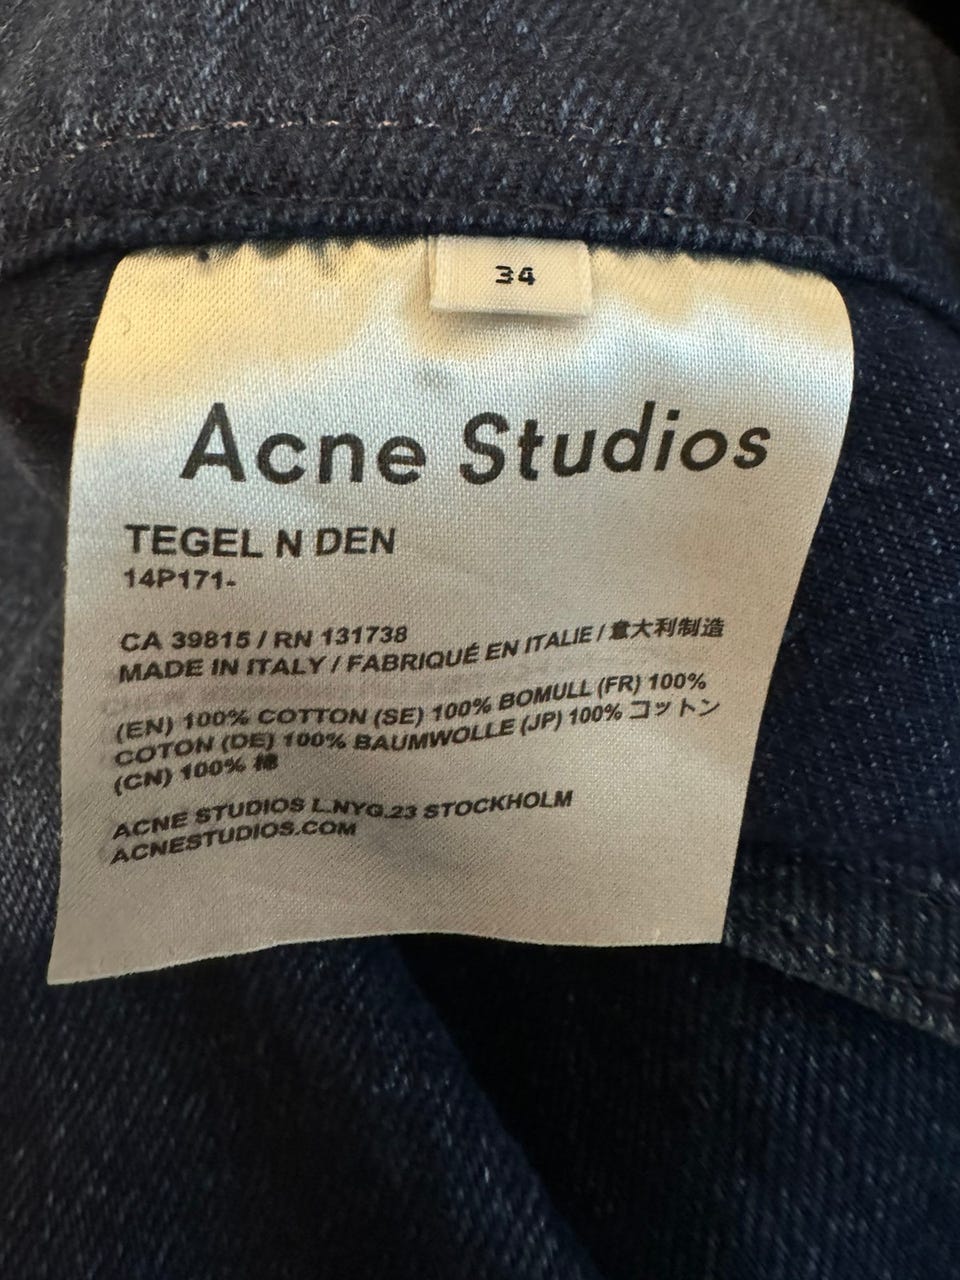 34
Acne Studios
TEGEL N DEN
14P171-
CA 39815 / RN 131738
MADE IN ITALY / FABRIQUÉ EN ITALIE / 意大利制造
(EN) 100% COTTON (SE) 100% BOMULL (FR) 100%
COTON (DE) 100% BAUMWOLLE (JP) 100% コットン
(CN) 100% 棉
ACNE STUDIOS L.NYG.23 STOCKHOLM
ACNESTUDIOS.COM